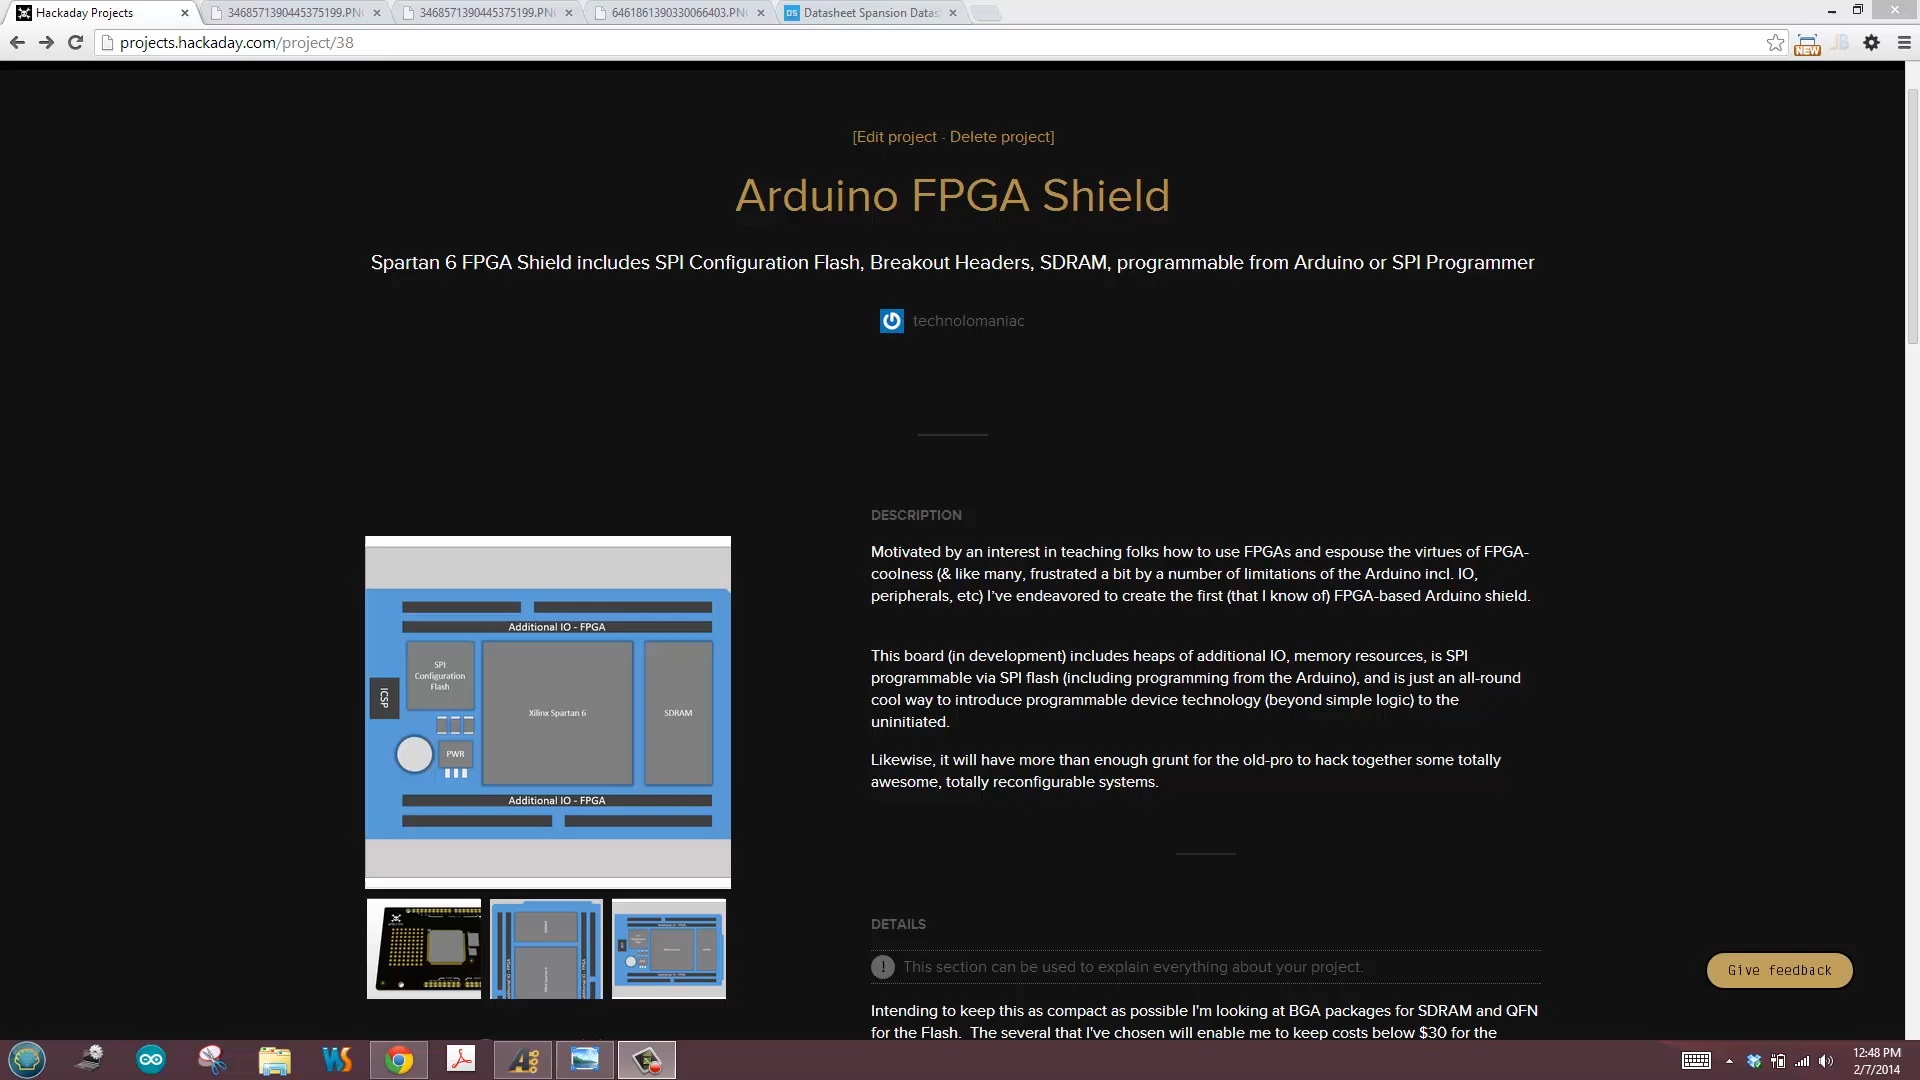 Hackaday Projects
3468571390445375199.PN
3468571390445375199.PN
6461861390330066403.PN
DS Datasheet Spansion Datas
projects.hackaday.com/project/38
NEW
JB
[Edit project - Delete project]
Arduino FPGA Shield
Spartan 6 FPGA Shield includes SPI Configuration Flash, Breakout Headers, SDRAM, programmable from Arduino or SPI Programmer
technolomaniac
DESCRIPTION
Motivated by an interest in teaching folks how to use FPGAs and espouse the virtues of FPGA-
coolness (& like many, frustrated a bit by a number of limitations of the Arduino incl. IO,
peripherals, etc) I've endeavored to create the first (that I know of) FPGA-based Arduino shield.
This board (in development) includes heaps of additional IO, memory resources, is SPI
programmable via SPI flash (including programming from the Arduino), and is just an all-round
cool way to introduce programmable device technology (beyond simple logic) to the
uninitiated.
Likewise, it will have more than enough grunt for the old-pro to hack together some totally
awesome, totally reconfigurable systems.
Additional IO - FPGA
SPI
Configuration
Flash
ICSP
Xilinx Spartan 6
SDRAM
PWR
Additional IO - FPGA
DETAILS
! This section can be used to explain everything about your project.
Give feedback
Intending to keep this as compact as possible I'm looking at BGA packages for SDRAM and QFN
for the Flash. The several that I've chosen will enable me to keep costs below $30 for the
12:48 PM
2/7/2014